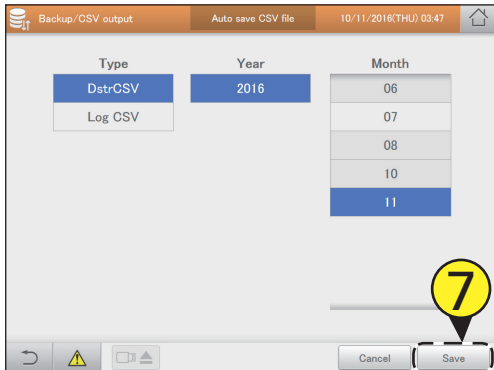 Backup/CSV output Auto save CSV file 10/11/2016(THU) 03:47
Type Year Month
DstrCSV 2016 06
Log CSV 07
08
10
11
7
Cancel Save